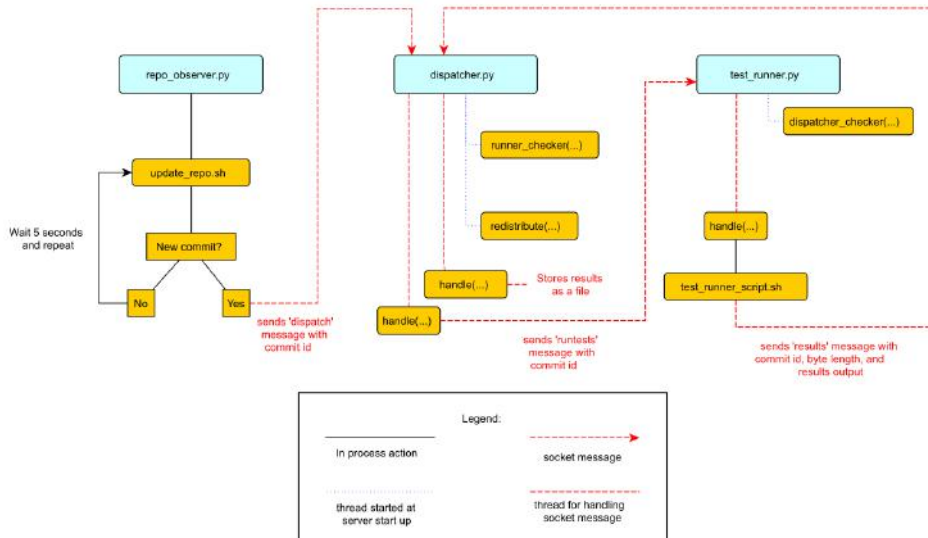 repo_observer.py
dispatcher.py
test_runner.py
dispatcher_checker(...)
runner_checker(...)
update_repo.sh
Wait 5 seconds
and repeat
New commit?
redistribute(...)
handle(...)
No
Yes
handle(...)
Stores results
as a file
test_runner_script.sh
handle(...)
sends 'dispatch'
message with
commit id
sends 'runtests'
message with
commit id
sends 'results' message with
commit id, byte length, and
results output
Legend:
In process action
socket message
thread started at
server start up
thread for handling
socket message